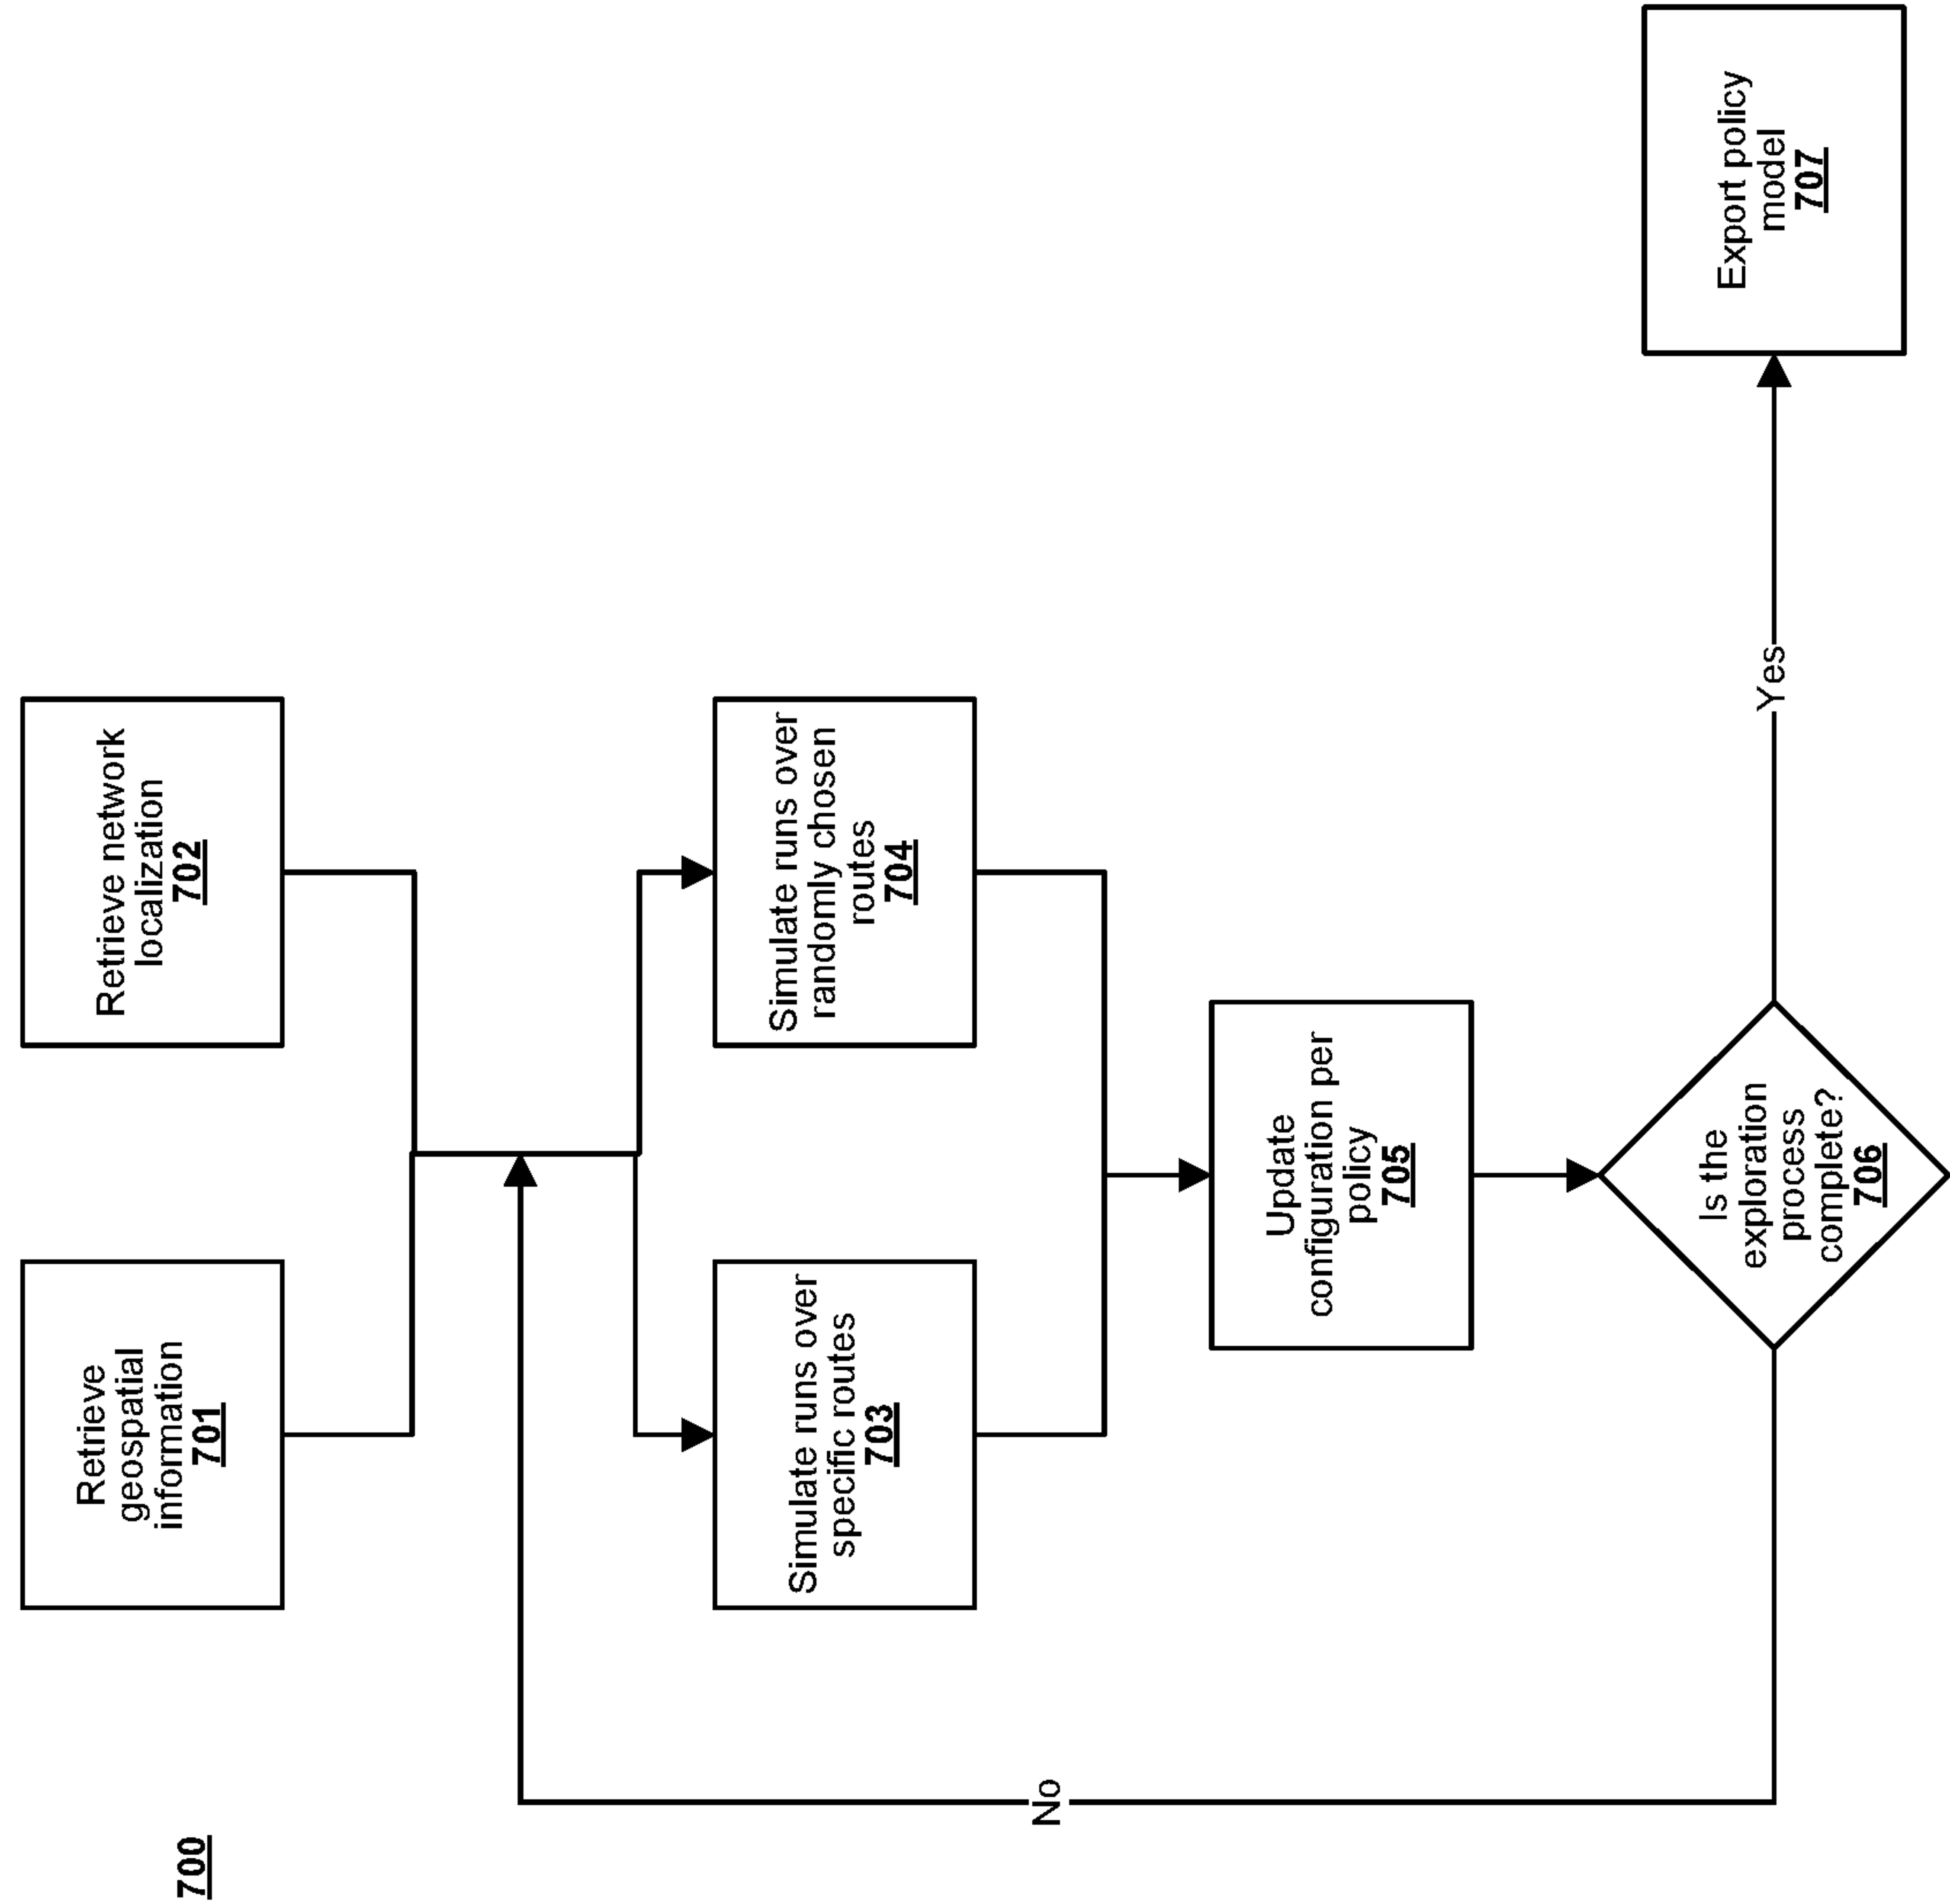 700
Retrieve
geospatial
information
701
Retrieve network
localization
702
Simulate runs over
specific routes
703
Simulate runs over
randomly chosen
routes
704
Update
configuration per
policy
705
Is the
exploration
process
complete?
706
No
Yes
Export policy
model
707